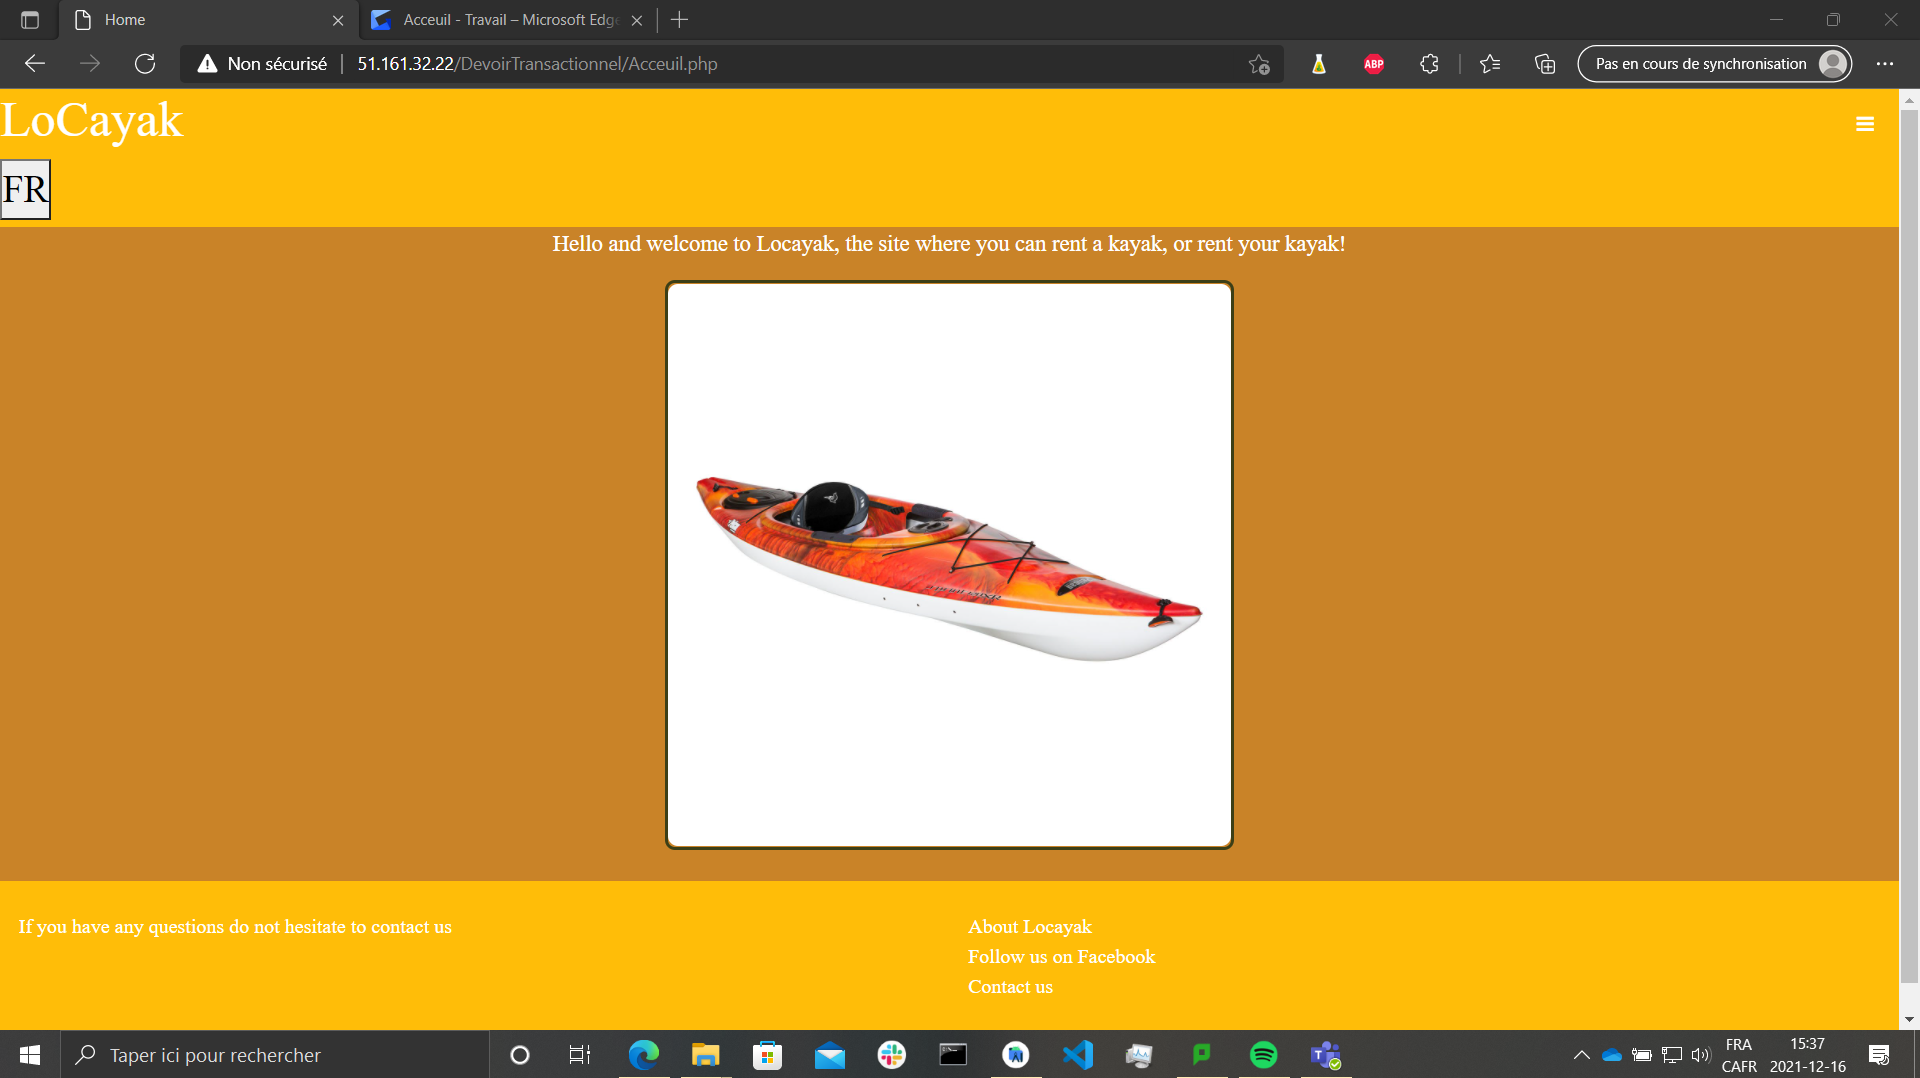 Home
Acceuil - Travail – Microsoft Edge
Non sécurisé
51.161.32.22/DevoirTransactionnel/Acceuil.php
ABP
Pas en cours de synchronisation
LoCayak
FR
Hello and welcome to Locayak, the site where you can rent a kayak, or rent your kayak!
If you have any questions do not hesitate to contact us
About Locayak
Follow us on Facebook
Contact us
Taper ici pour rechercher
FRA
CAFR
15:37
2021-12-16